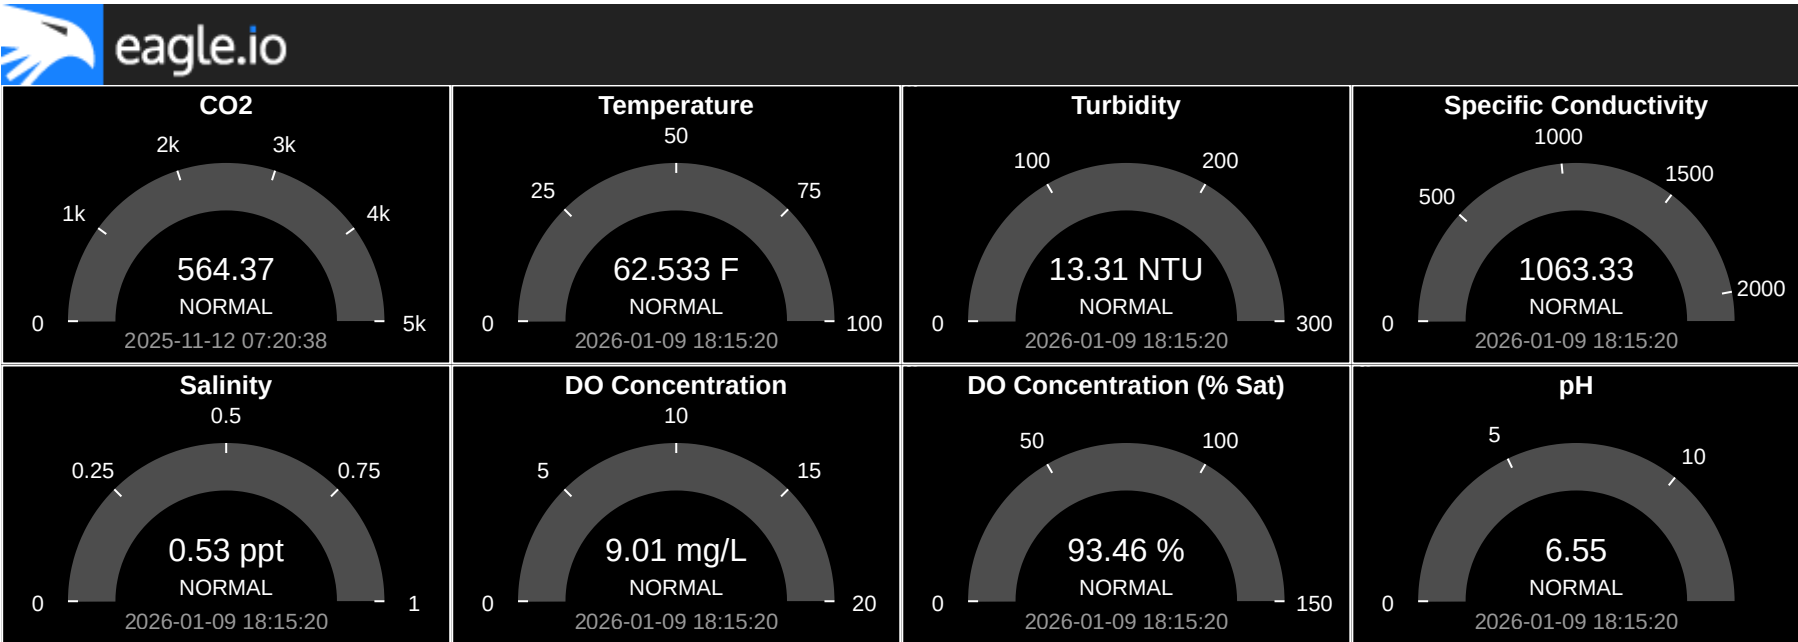 eagle.io
CO2
2k
3k
1k
4k
564.37
NORMAL
0
5k
2025-11-12 07:20:38
Temperature
50
25
75
62.533 F
NORMAL
0
100
2026-01-09 18:15:20
Turbidity
100
200
13.31 NTU
NORMAL
0
300
2026-01-09 18:15:20
Specific Conductivity
1000
1500
500
1063.33
2000
NORMAL
0
2026-01-09 18:15:20
Salinity
0.5
0.25
0.75
0.53 ppt
NORMAL
0
1
2026-01-09 18:15:20
DO Concentration
10
5
15
9.01 mg/L
NORMAL
0
20
2026-01-09 18:15:20
DO Concentration (% Sat)
50
100
93.46 %
NORMAL
0
150
2026-01-09 18:15:20
pH
5
10
6.55
NORMAL
0
2026-01-09 18:15:20